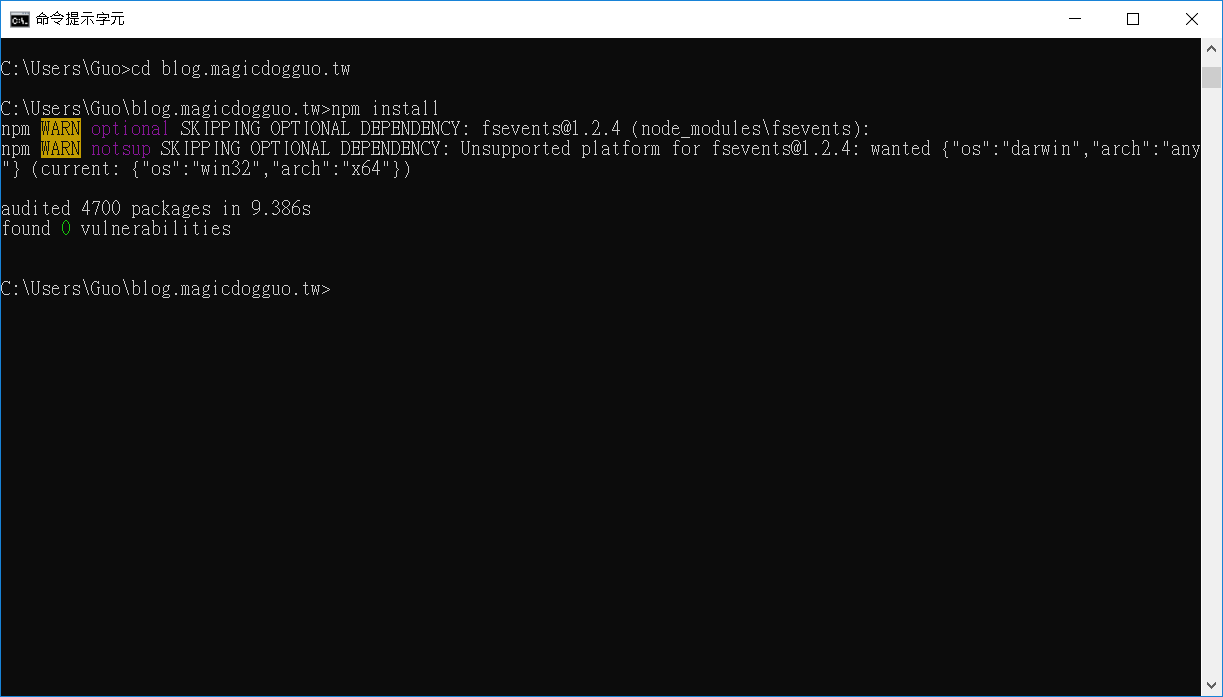 命令提示字元
C:\Users\Guo>cd blog.magicdogguo.tw
C:\Users\Guo\blog.magicdogguo.tw>npm install
npm WARN optional SKIPPING OPTIONAL DEPENDENCY: fsevents@1.2.4 (node_modules\fsevents):
npm WARN notsup SKIPPING OPTIONAL DEPENDENCY: Unsupported platform for fsevents@1.2.4: wanted {"os":"darwin","arch":"any
"} (current: {"os":"win32","arch":"x64"})
audited 4700 packages in 9.386s
found 0 vulnerabilities
C:\Users\Guo\blog.magicdogguo.tw>